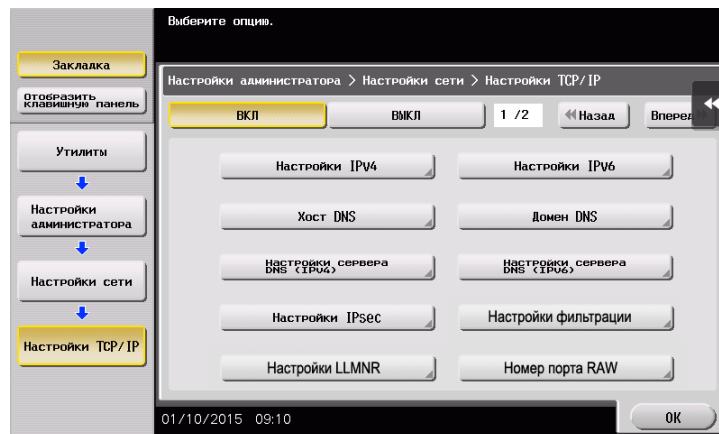 Выберите опцию.
Закладка
Отобразить
клавишную панель
Настройки администратора > Настройки сети > Настройки TCP/IP
ВКЛ ВЫКЛ 1 /2 Назад Вперед
Утилиты
Настройки IPv4 Настройки IPv6
Настройки
администратора
Хост DNS Домен DNS
Настройки сервера
DNS (IPv4)
Настройки сервера
DNS (IPv6)
Настройки сети
Настройки IPsec Настройки фильтрации
Настройки TCP/IP
Настройки LLMNR Номер порта RAW
01/10/2015 09:10 OK